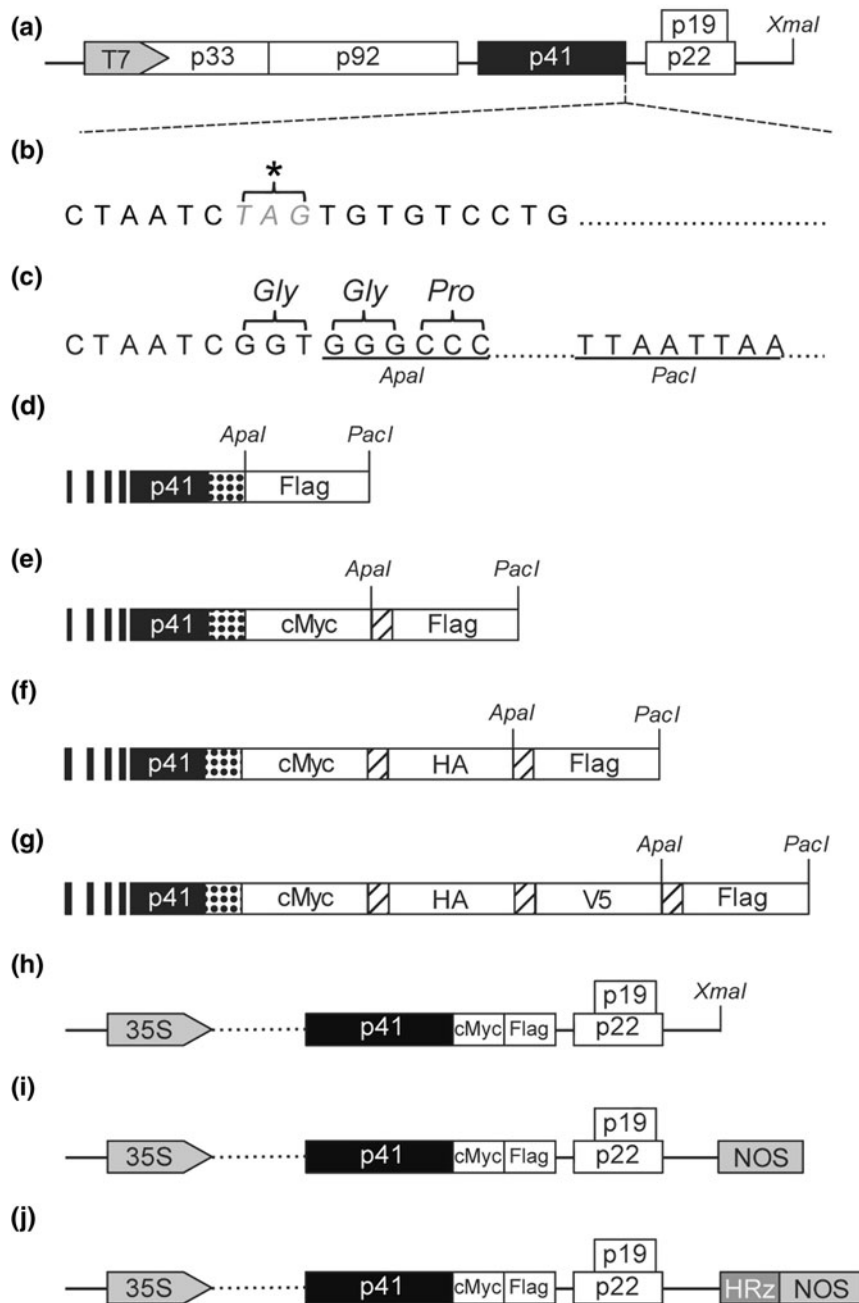 (a)
T7 p33 p92 p41 p19 p22 XmaI
(b)
*
C T A A T C T A G T G T G T C C T G
(c)
Gly Gly Pro
C T A A T C G G T G G G C C C T T A A T T A A
ApaI PacI
(d)
ApaI PacI
p41 Flag
(e)
ApaI PacI
p41 cMyc Flag
(f)
ApaI PacI
p41 cMyc HA Flag
(g)
ApaI PacI
p41 cMyc HA V5 Flag
(h)
p19 XmaI
35S p41 cMyc Flag p22
(i)
p19
35S p41 cMyc Flag p22 NOS
(j)
p19
35S p41 cMyc Flag p22 HRz NOS